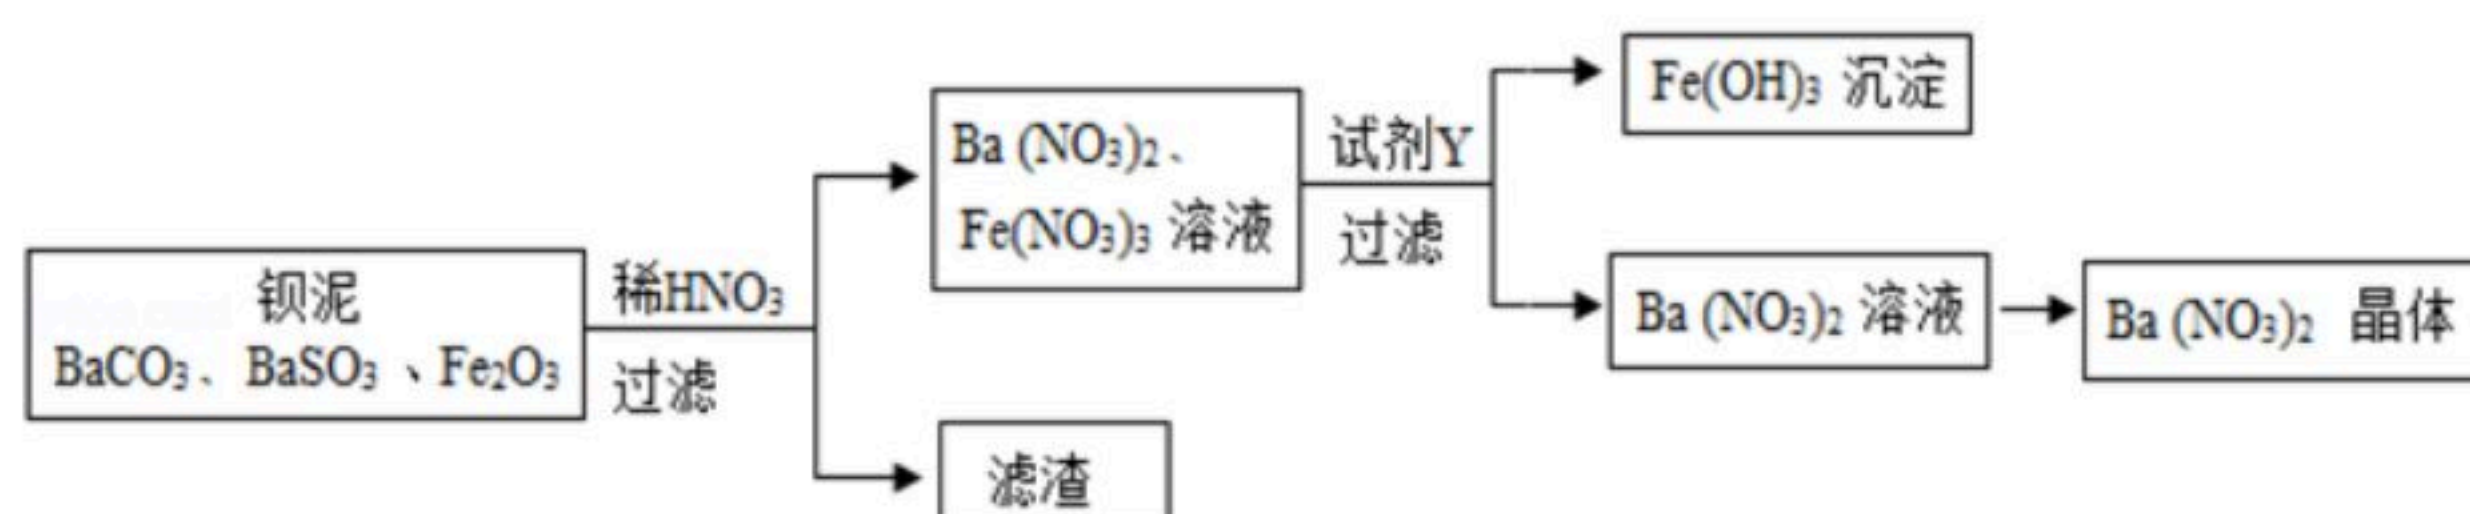 钡泥
BaCO₃、BaSO₃、Fe₂O₃
稀HNO₃
过滤
Ba (NO₃)₂、
Fe(NO₃)₃ 溶液
滤渣
试剂Y
过滤
Fe(OH)₃ 沉淀
Ba (NO₃)₂ 溶液
Ba (NO₃)₂ 晶体